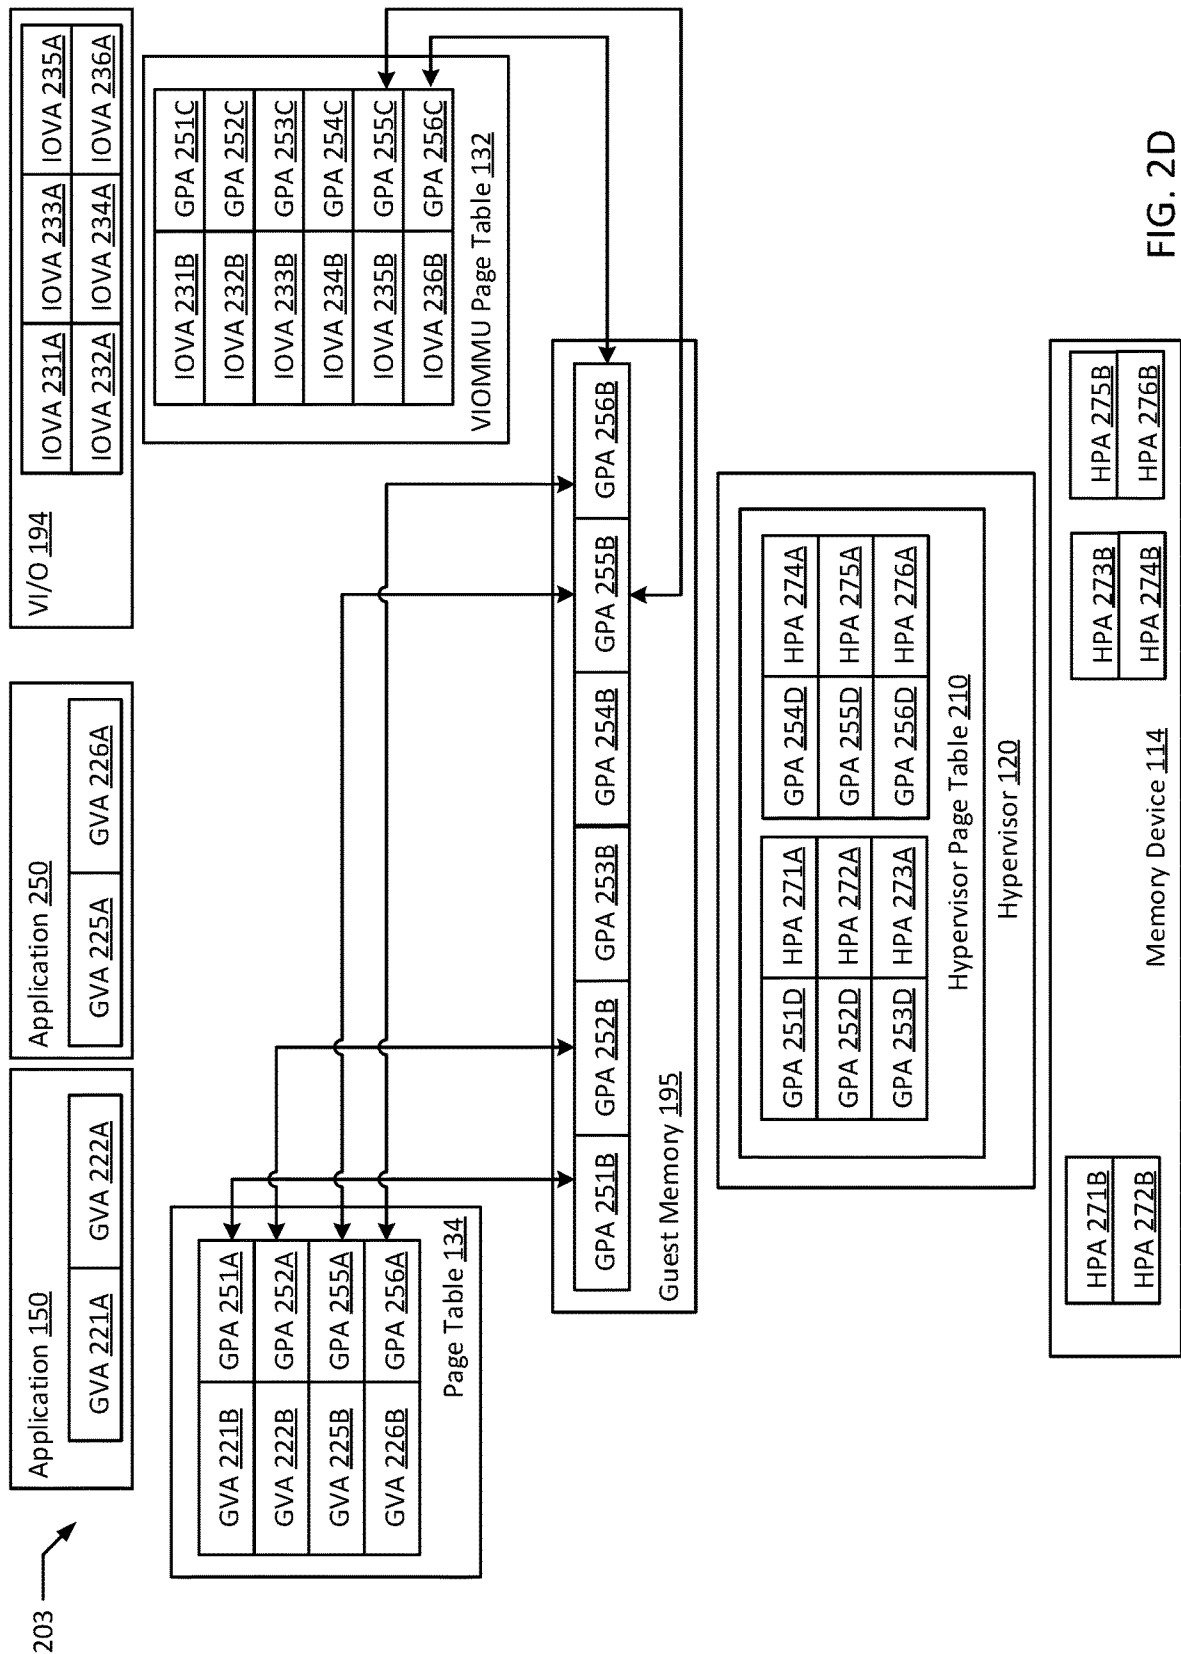 203
Application 150
GVA 221A
GVA 222A
Application 250
GVA 225A
GVA 226A
VI/O 194
IOVA 231A
IOVA 233A
IOVA 235A
IOVA 232A
IOVA 234A
IOVA 236A
GVA 221B
GPA 251A
GVA 222B
GPA 252A
GVA 225B
GPA 255A
GVA 226B
GPA 256A
Page Table 134
IOVA 231B
GPA 251C
IOVA 232B
GPA 252C
IOVA 233B
GPA 253C
IOVA 234B
GPA 254C
IOVA 235B
GPA 255C
IOVA 236B
GPA 256C
VIOMMU Page Table 132
GPA 251B
GPA 252B
GPA 253B
GPA 254B
GPA 255B
GPA 256B
Guest Memory 195
GPA 251D
HPA 271A
GPA 254D
HPA 274A
GPA 252D
HPA 272A
GPA 255D
HPA 275A
GPA 253D
HPA 273A
GPA 256D
HPA 276A
Hypervisor Page Table 210
Hypervisor 120
HPA 271B
HPA 272B
HPA 273B
HPA 274B
HPA 275B
HPA 276B
Memory Device 114
FIG. 2D